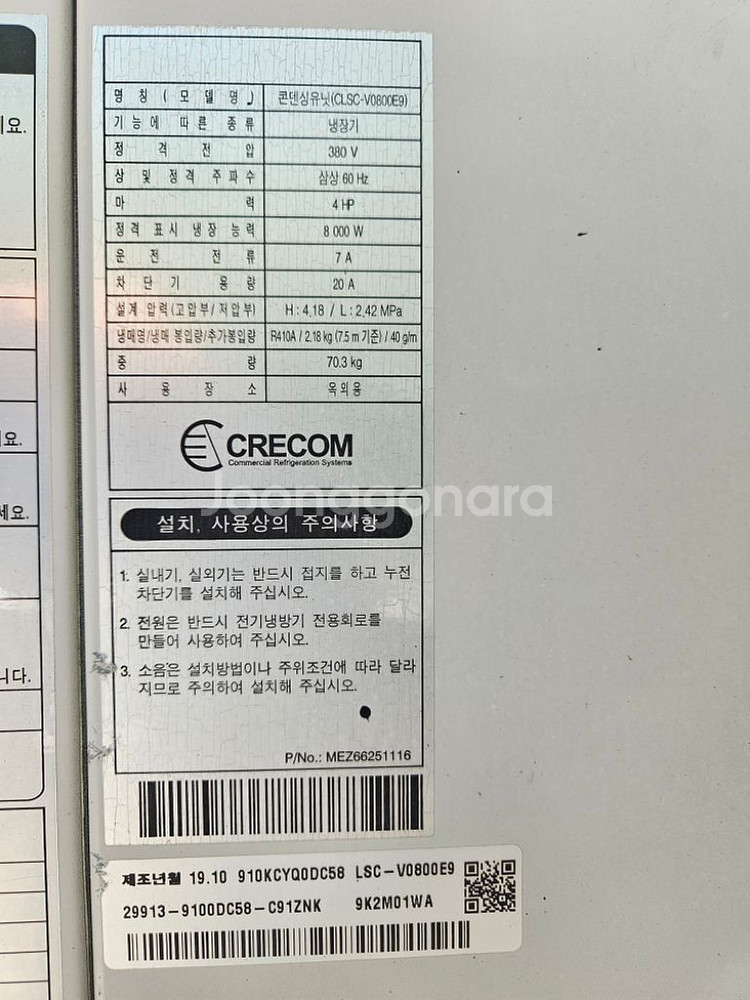 명칭(모델명) 콘덴싱유닛(CLSC-V0800E9)
기능에 따른 종류 냉장기
정격전압 380 V
상 및 정격 주파수 삼상 60 Hz
마력 4 HP
정격 표시 냉장 능력 8 000 W
운전전류 7 A
차단기 용량 20 A
설계 압력(고압부/저압부) H : 4.18 / L : 2.42 MPa
냉매명/냉매 봉입량/추가봉입량 R410A / 2.18 kg (7.5 m 기준) / 40 g/m
중량 70.3 kg
사용장소 옥외용
CRECOM
Commercial Refrigeration Systems
Joonggonara
설치, 사용상의 주의사항
1. 실내기, 실외기는 반드시 접지를 하고 누전
차단기를 설치해 주십시오.
2. 전원은 반드시 전기냉방기 전용회로를
만들어 사용하여 주십시오.
3. 소음은 설치방법이나 주위조건에 따라 달라
지므로 주의하여 설치해 주십시오.
P/No.: MEZ66251116
제조년월 19.10 910KCYQ0DC58 LSC-V0800E9
29913-9100DC58-C91ZNK 9K2M01WA
요.
요.
세요.
니다.